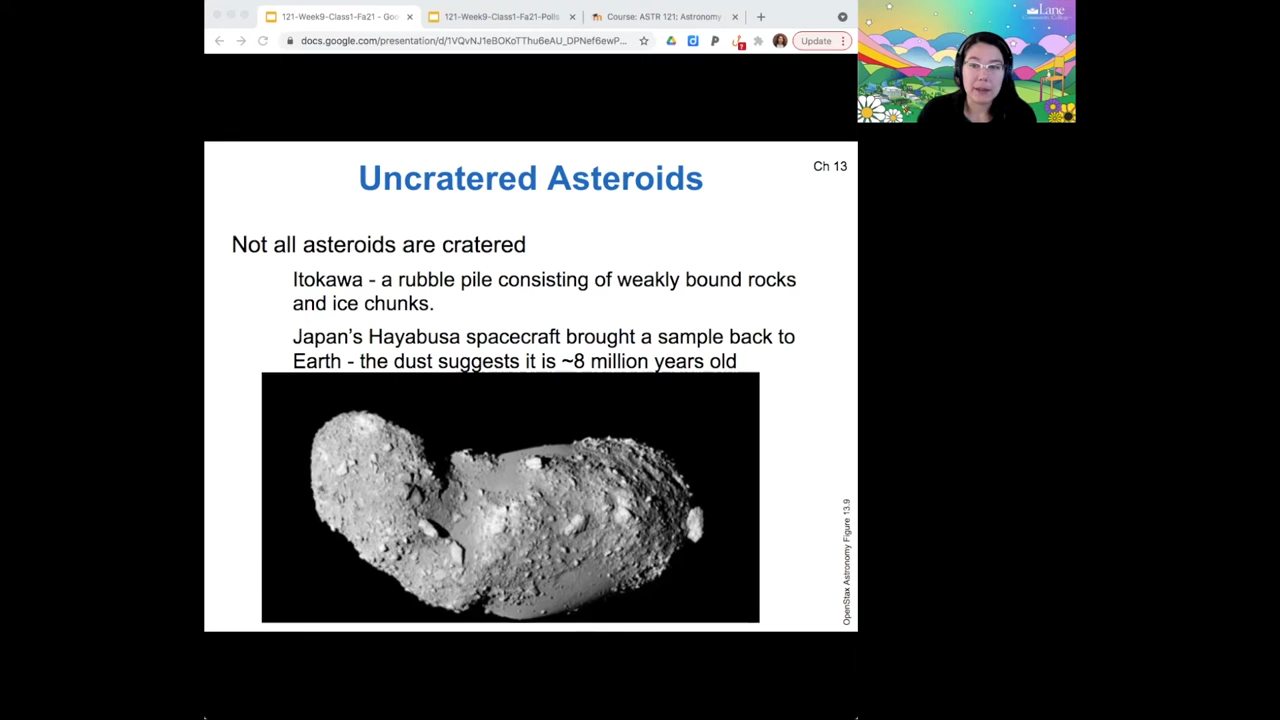 121-Week9-Class1-Fa21 - Goo
121-Week9-Class1-Fa21-Polls
Course: ASTR 121: Astronomy
docs.google.com/presentation/d/1VQvNJ1eBOKoTThu6eAU_DPNef6ewP...
Update
Lane
Community College
Uncratered Asteroids
Ch 13
Not all asteroids are cratered
Itokawa - a rubble pile consisting of weakly bound rocks
and ice chunks.
Japan’s Hayabusa spacecraft brought a sample back to
Earth - the dust suggests it is ~8 million years old
OpenStax Astronomy Figure 13.9